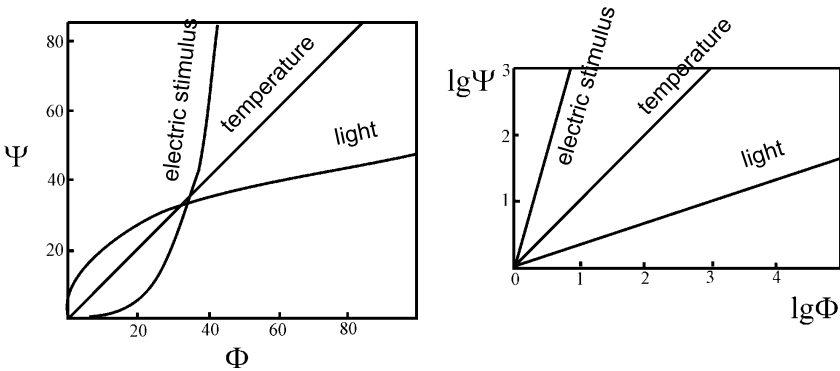 80
60
40
20
Ψ
electric stimulus
temperature
light
20
40
60
80
Φ
lgΨ
3
2
1
electric stimulus
temperature
light
0
1
2
3
4
lgΦ